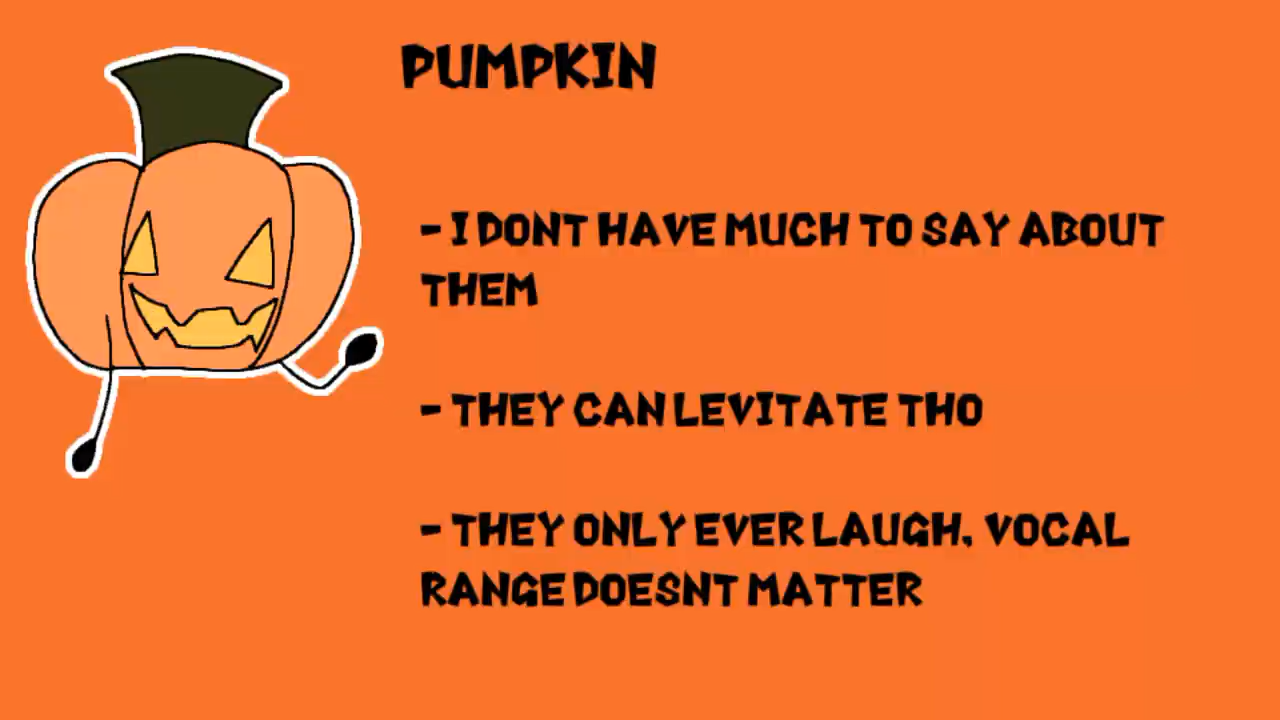 PUMPKIN
- I DONT HAVE MUCH TO SAY ABOUT
THEM
- THEY CAN LEVITATE THO
- THEY ONLY EVER LAUGH, VOCAL
RANGE DOESNT MATTER